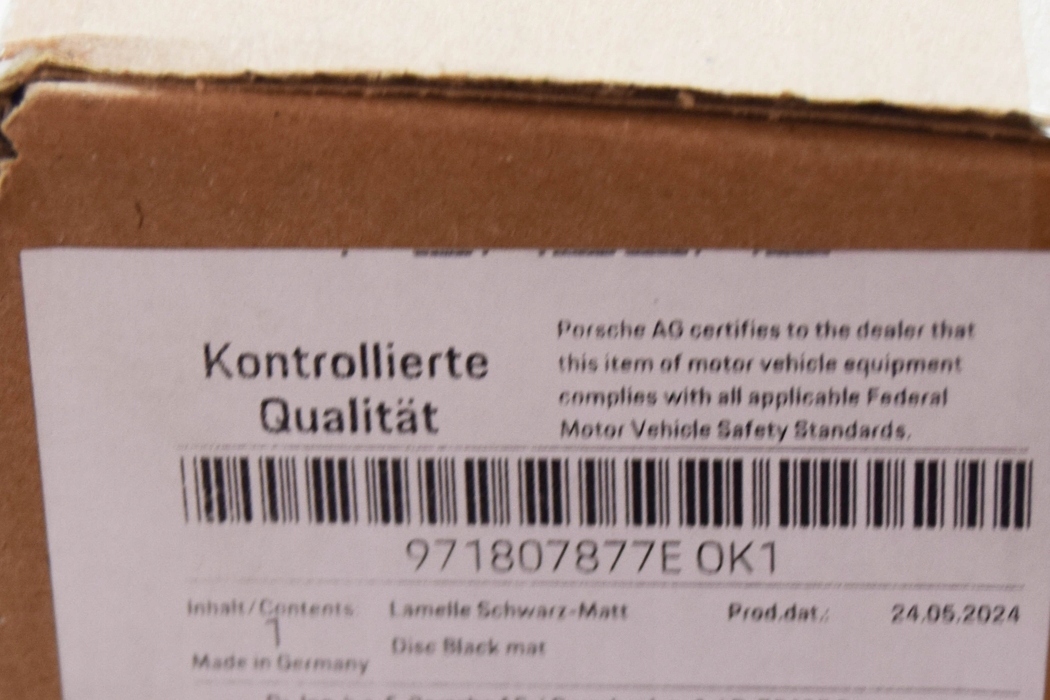 Kontrollierte
Qualität
Porsche AG certifies to the dealer that
this item of motor vehicle equipment
complies with all applicable Federal
Motor Vehicle Safety Standards.
971807877E OK1
Inhalt/Contents
1
Made in Germany
Lamelle Schwarz-Matt
Disc Black mat
Prod.dat.:
24.05.2024